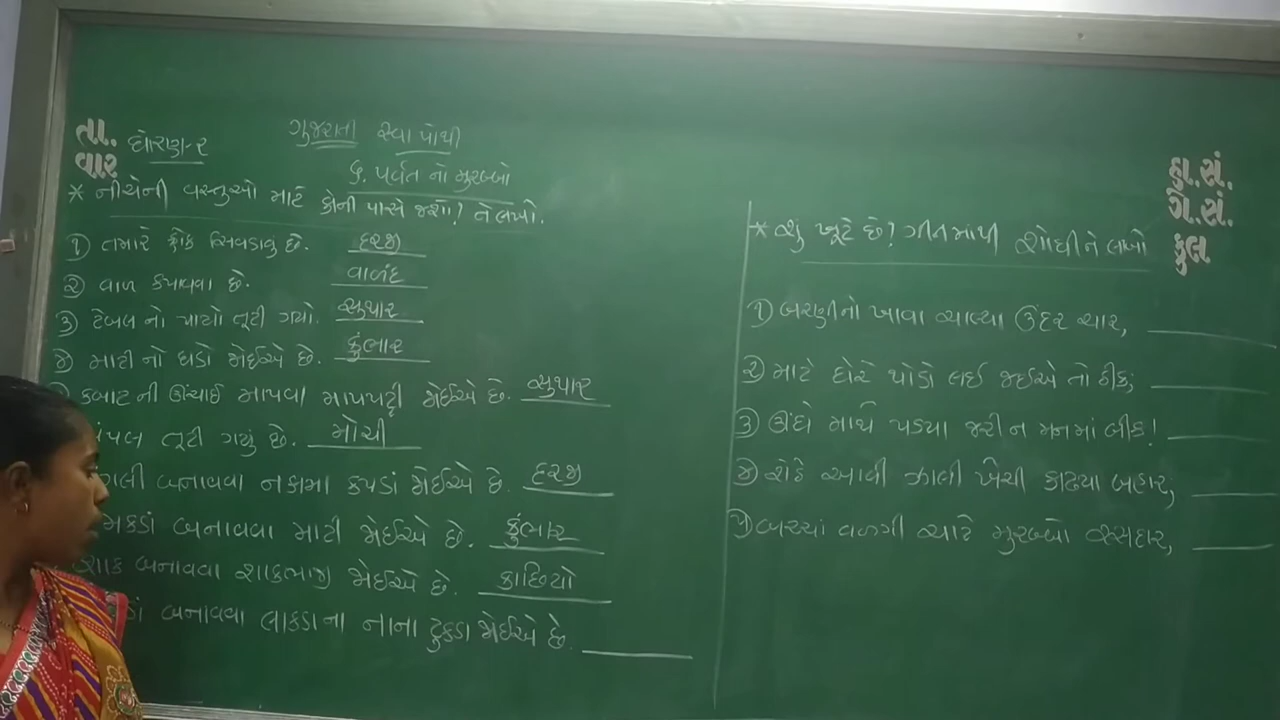 તા.
વાર
ધોરણ-૨
ગુજરાતી સ્વા પોથી
૬. પર્વત નો મુરબ્બો
* નીચેની વસ્તુઓ માટે કોની પાસે જશો? ને લખો.
૧) તમારે ફ્રોક સિવડાવુ છે. દરજી
૨) વાળ કપાવવા છે. વાળંદ
૩) ટેબલ નો પાયો તૂટી ગયો. સુથાર
૪) માટી નો ઘડો જોઈએ છે. કુંભાર
કબાટ ની ઊંચાઈ માપવા માપપટ્ટી જોઈએ છે. સુથાર
ચંપલ તૂટી ગયું છે. મોચી
બનાવવા નકામા કપડાં જોઈએ છે. દરજી
રમકડાં બનાવવા માટી જોઈએ છે. કુંભાર
શાક બનાવવા શાકભાજી જોઈએ છે. કાછિયો
બનાવવા લાકડાના નાના ટુકડા જોઈએ છે.
હા. સં.
ગે. સં.
કુલ
* શું ખૂટે છે? ગીતમાથી શોધીને લખો
૧) બરણીનો ખાવા ચાલ્યા ઉંદર ચાર,
૨) માટે દોરે થોડો લઈ જઈએ તો ઠીક;
૩) ઊંધે માથે પડ્યા જરી ન મનમાં બીક!
૪) શેઠે આવી ઝાલી ખેંચી કાઢ્યા બહાર,
૫) બચ્ચાં વળગી ચાટે મુરબ્બો રસદાર,